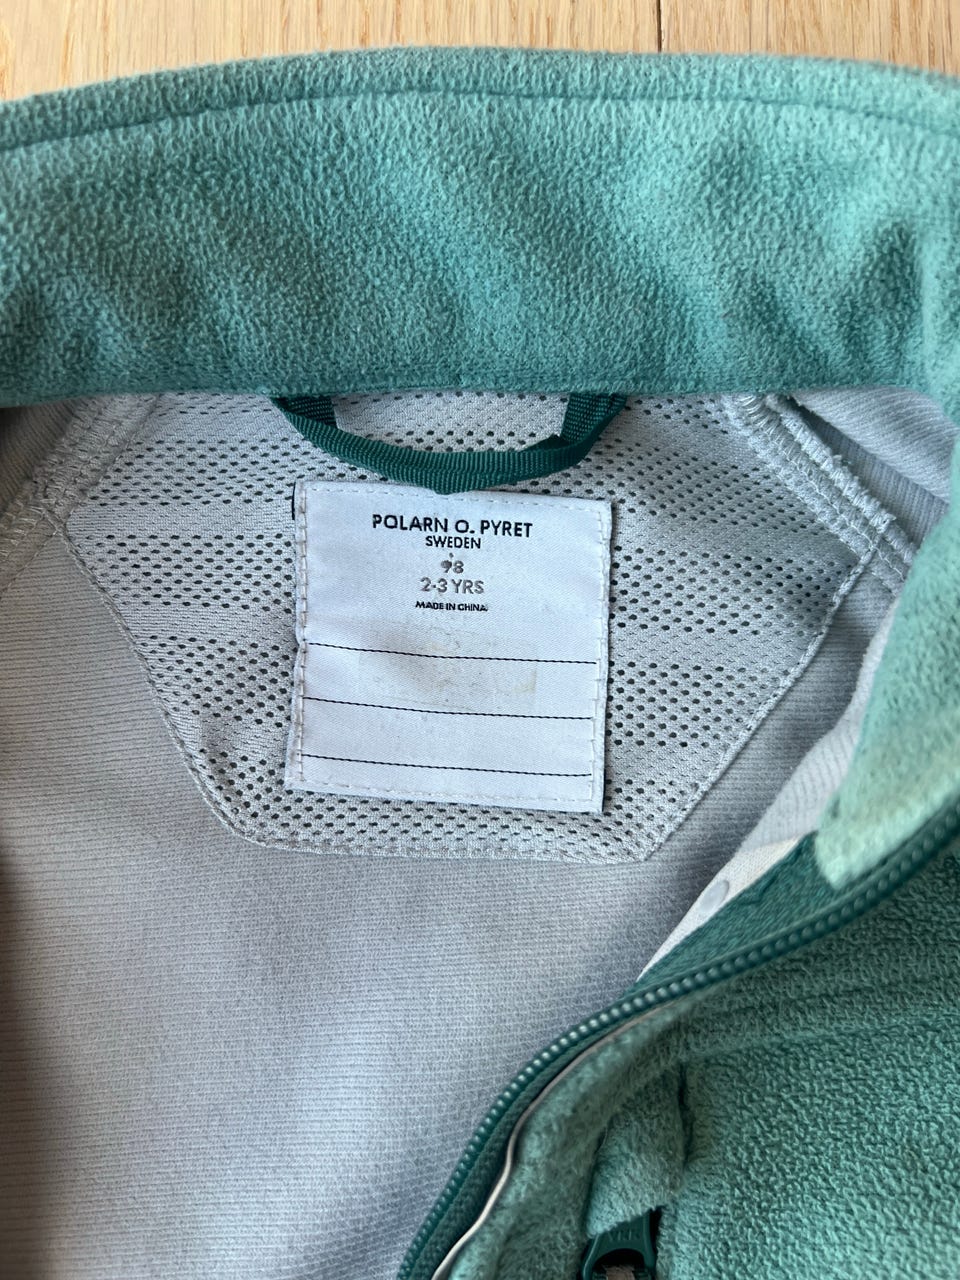 POLARN O. PYRET
SWEDEN
98
2-3 YRS
MADE IN CHINA